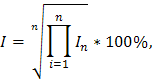 I = \sqrt[n]{\prod_{i=1}^{n} I_n} * 100\%,